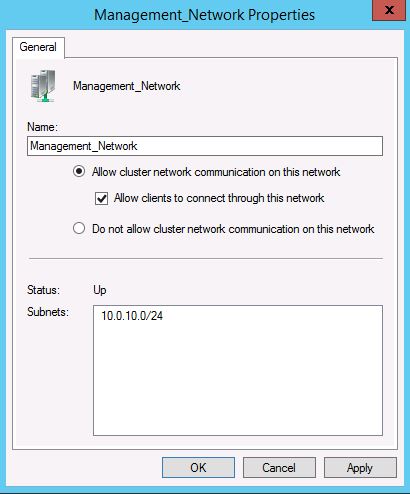 Management_Network Properties
x
General
Management_Network
Name:
Management_Network
Allow cluster network communication on this network
Allow clients to connect through this network
Do not allow cluster network communication on this network
Status: Up
Subnets: 10.0.10.0/24
OK Cancel Apply